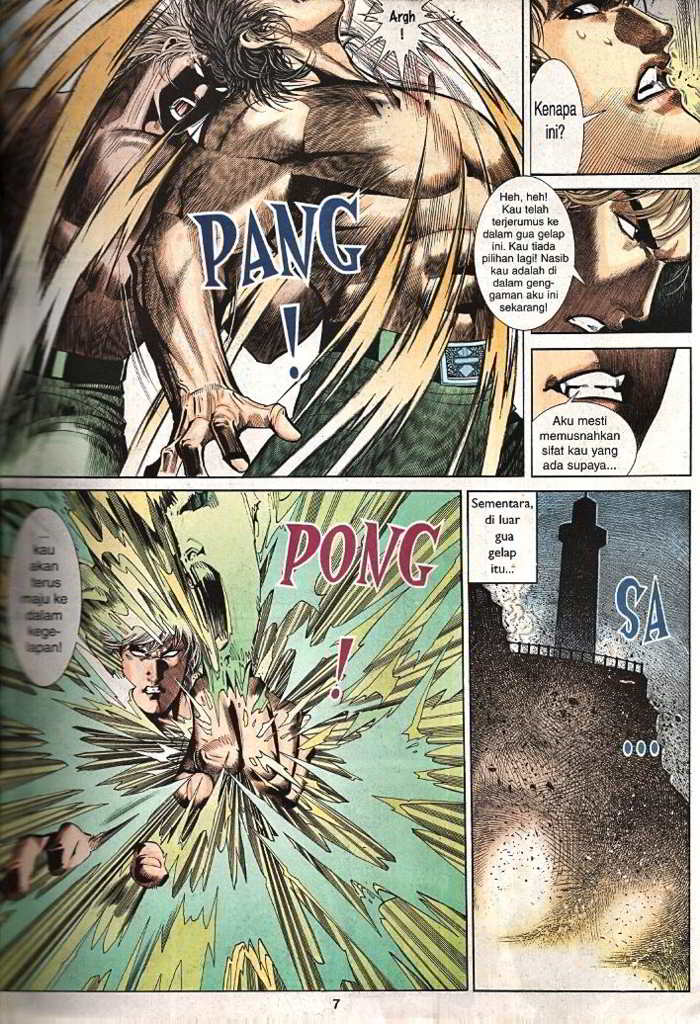 Argh
!
Kenapa
ini?
PANG
!
Heh, heh!
Kau telah
terjerumus ke
dalam gua gelap
ini. Kau tiada
pilihan lagi! Nasib
kau adalah di
dalam geng-
gaman aku ini
sekarang!
Aku mesti
memusnahkan
sifat kau yang
ada supaya...
...
kau
akan
terus
maju ke
dalam
kege-
lapan!
PONG
!
Sementara,
di luar
gua
gelap
itu...
SA
...
7